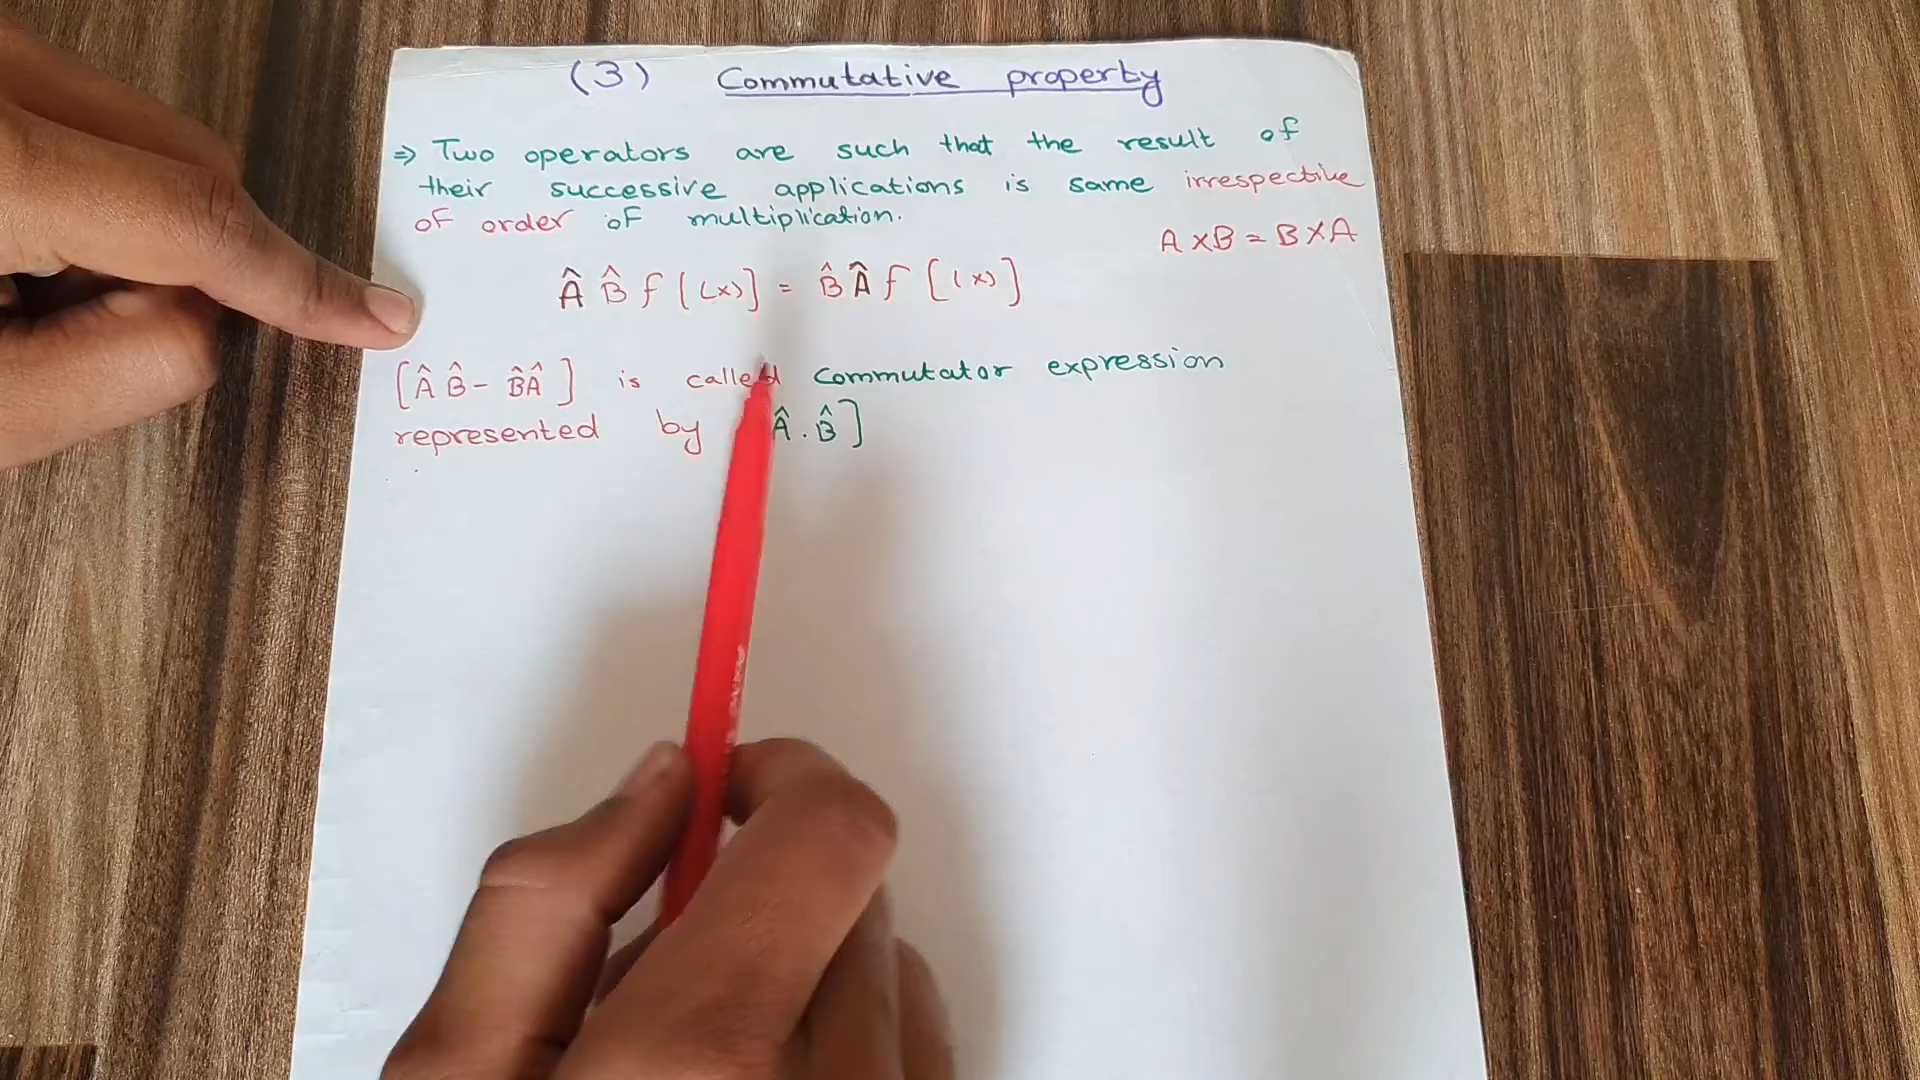 (3) Commutative property
⇒ Two operators are such that the result of
their successive applications is same irrespective
of order of multiplication.
A × B = B × A
Â B̂ f [(x)] = B̂ Â f [(x)]
[Â B̂ - B̂ Â] is called commutator expression
represented by Â . B̂]